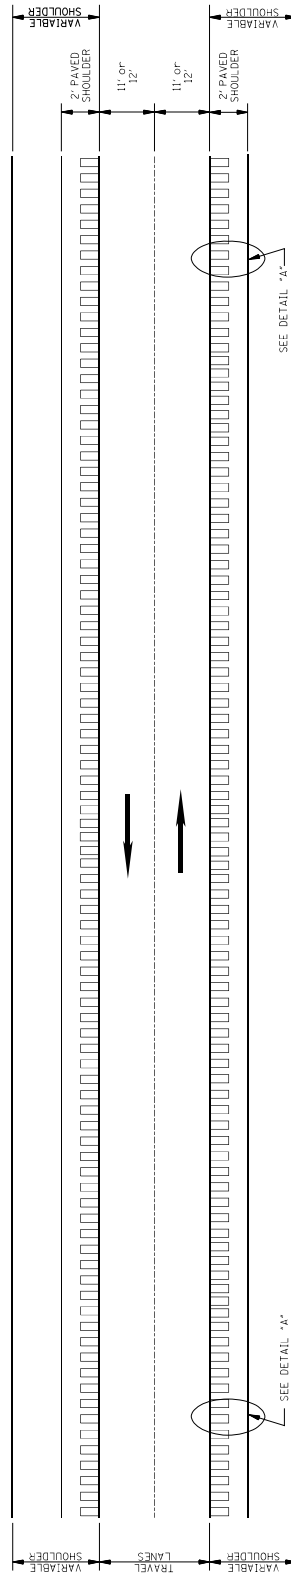 VARIABLE
SHOULDER
2' PAVED
SHOULDER
11' or
12'
11' or
12'
2' PAVED
SHOULDER
VARIABLE
SHOULDER
SEE DETAIL "A"
SEE DETAIL "A"
VARIABLE
SHOULDER
TRAVEL
LANES
VARIABLE
SHOULDER